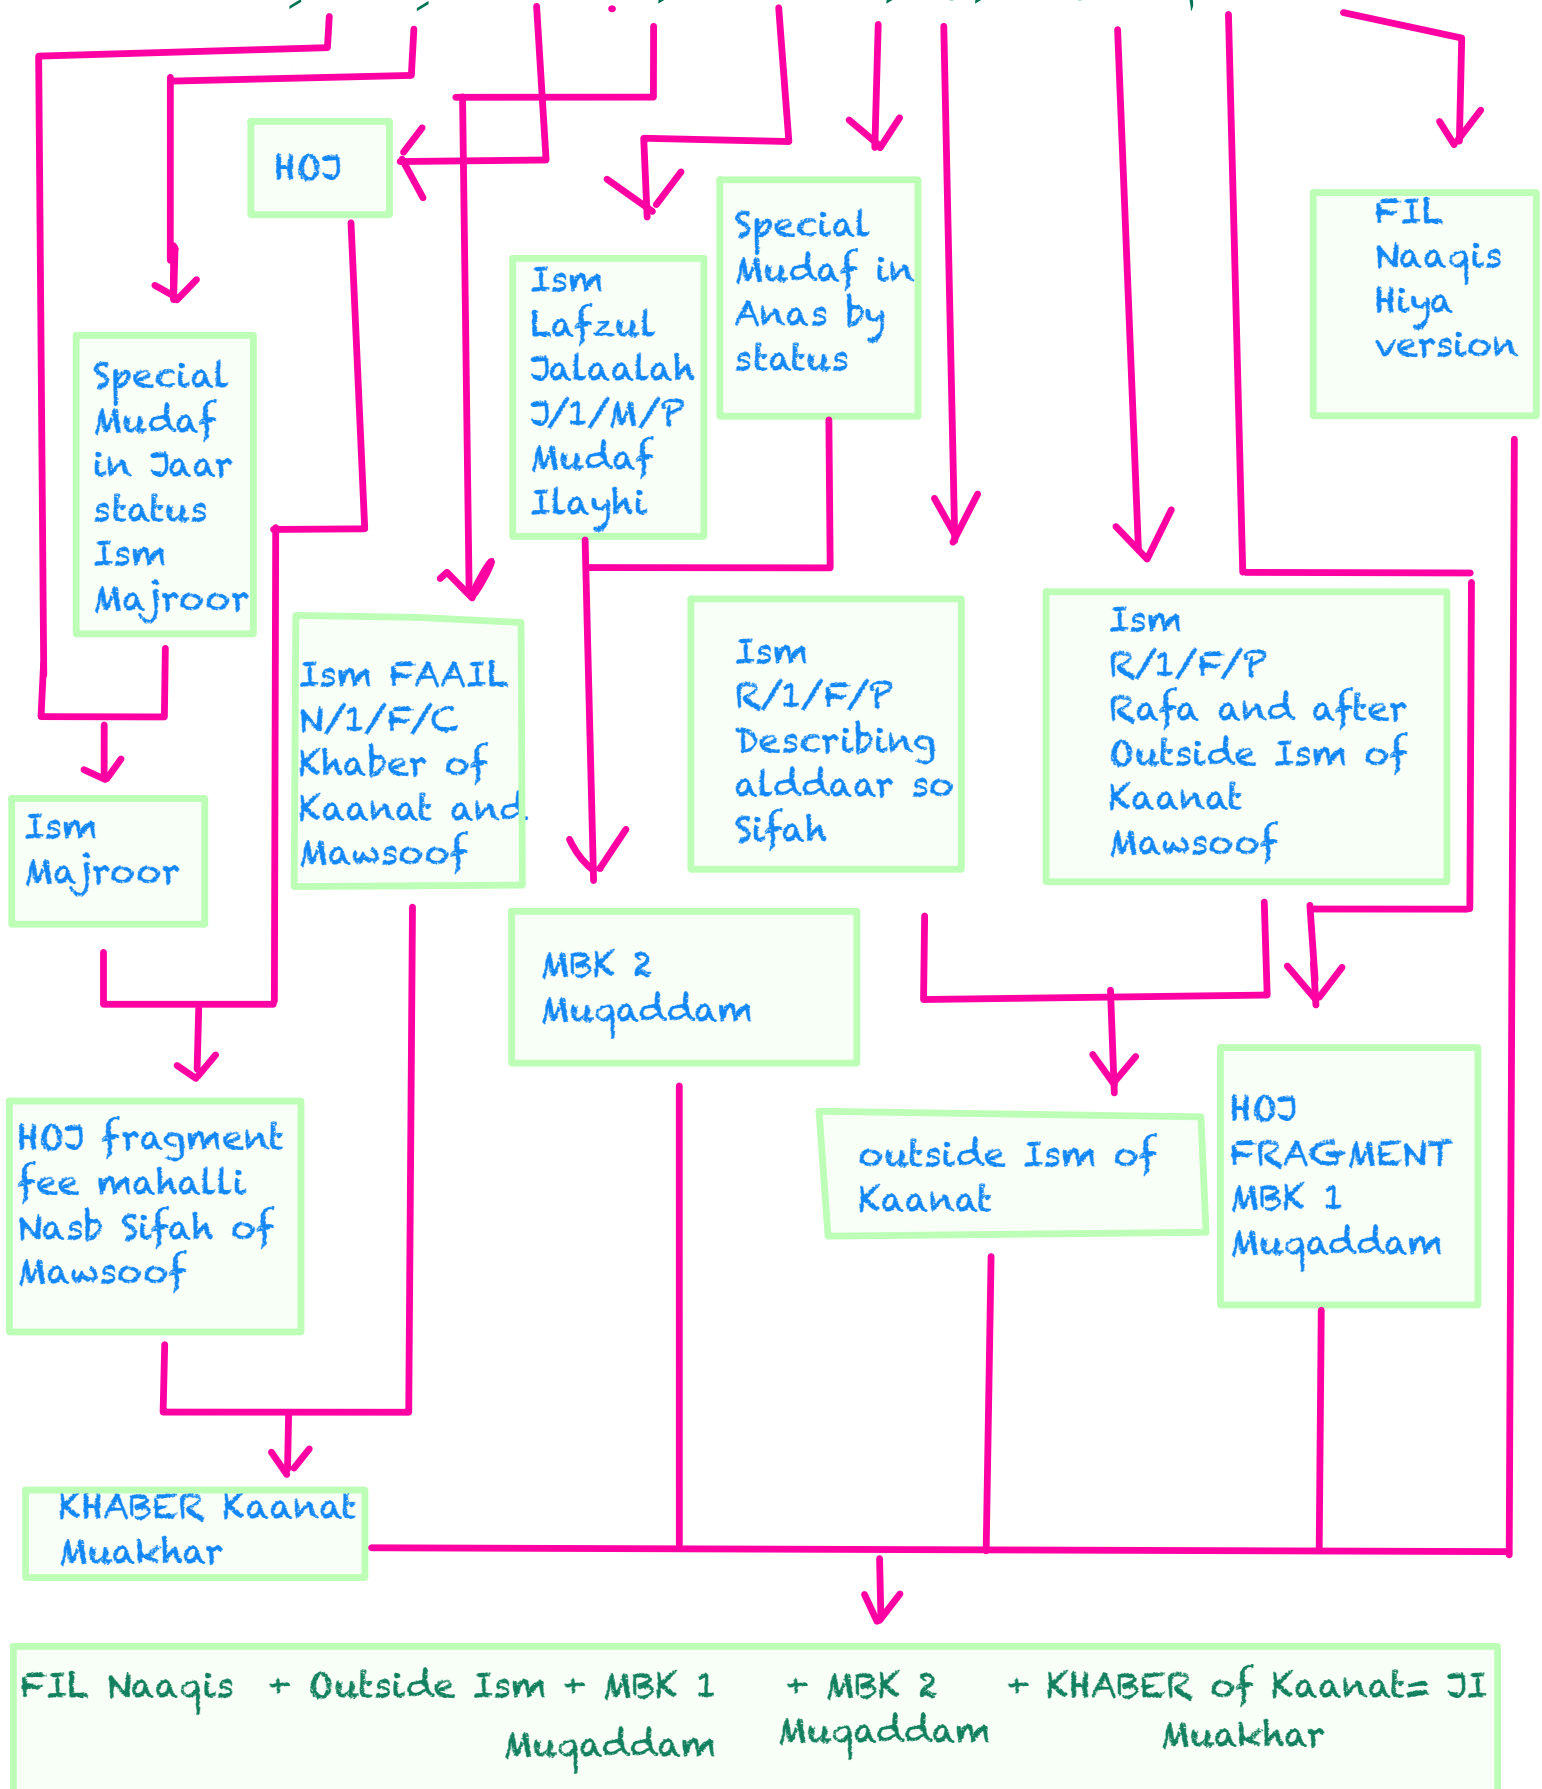 HOJ
FIL
Naaqis
Hiya
version
Special
Mudaf in
Anas by
status
Ism
Lafzul
Jalaalah
J/1/M/P
Mudaf
Ilayhi
Special
Mudaf
in Jaar
status
Ism
Majroor
Ism
R/1/F/P
Rafa and after
Outside Ism of
Kaanat
Mawsoof
Ism
R/1/F/P
Describing
alddaar so
Sifah
Ism FAAIL
N/1/F/C
Khaber of
Kaanat and
Mawsoof
Ism
Majroor
MBK 2
Muqaddam
HOJ
FRAGMENT
MBK 1
Muqaddam
outside Ism of
Kaanat
HOJ fragment
fee mahalli
Nasb Sifah of
Mawsoof
KHABER Kaanat
Muakhar
FIL Naaqis + Outside Ism + MBK 1 + MBK 2 + KHABER of Kaanat= JI
Muqaddam Muqaddam Muakhar